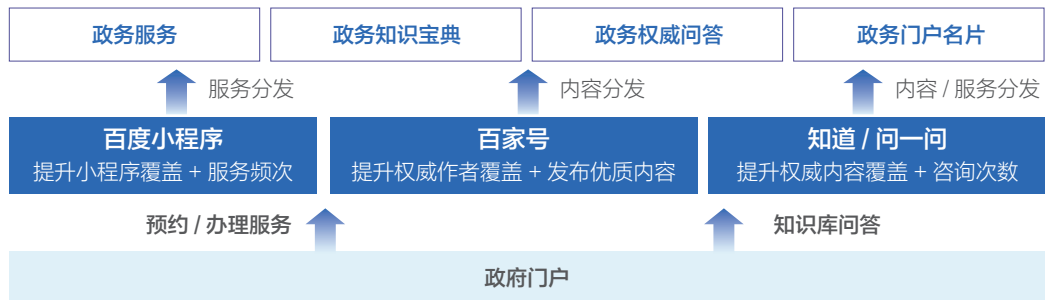 政务服务
政务知识宝典
政务权威问答
政务门户名片
服务分发
内容分发
内容 / 服务分发
百度小程序
提升小程序覆盖 + 服务频次
百家号
提升权威作者覆盖 + 发布优质内容
知道 / 问一问
提升权威内容覆盖 + 咨询次数
预约 / 办理服务
知识库问答
政府门户